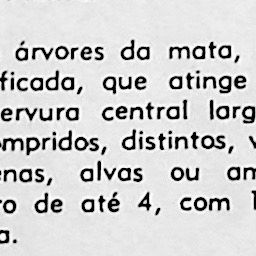 árvores da mata,
ficada, que atinge
ervura central larg
ompridos, distintos, v
enas, alvas ou am
ro de até 4, com 1
a.